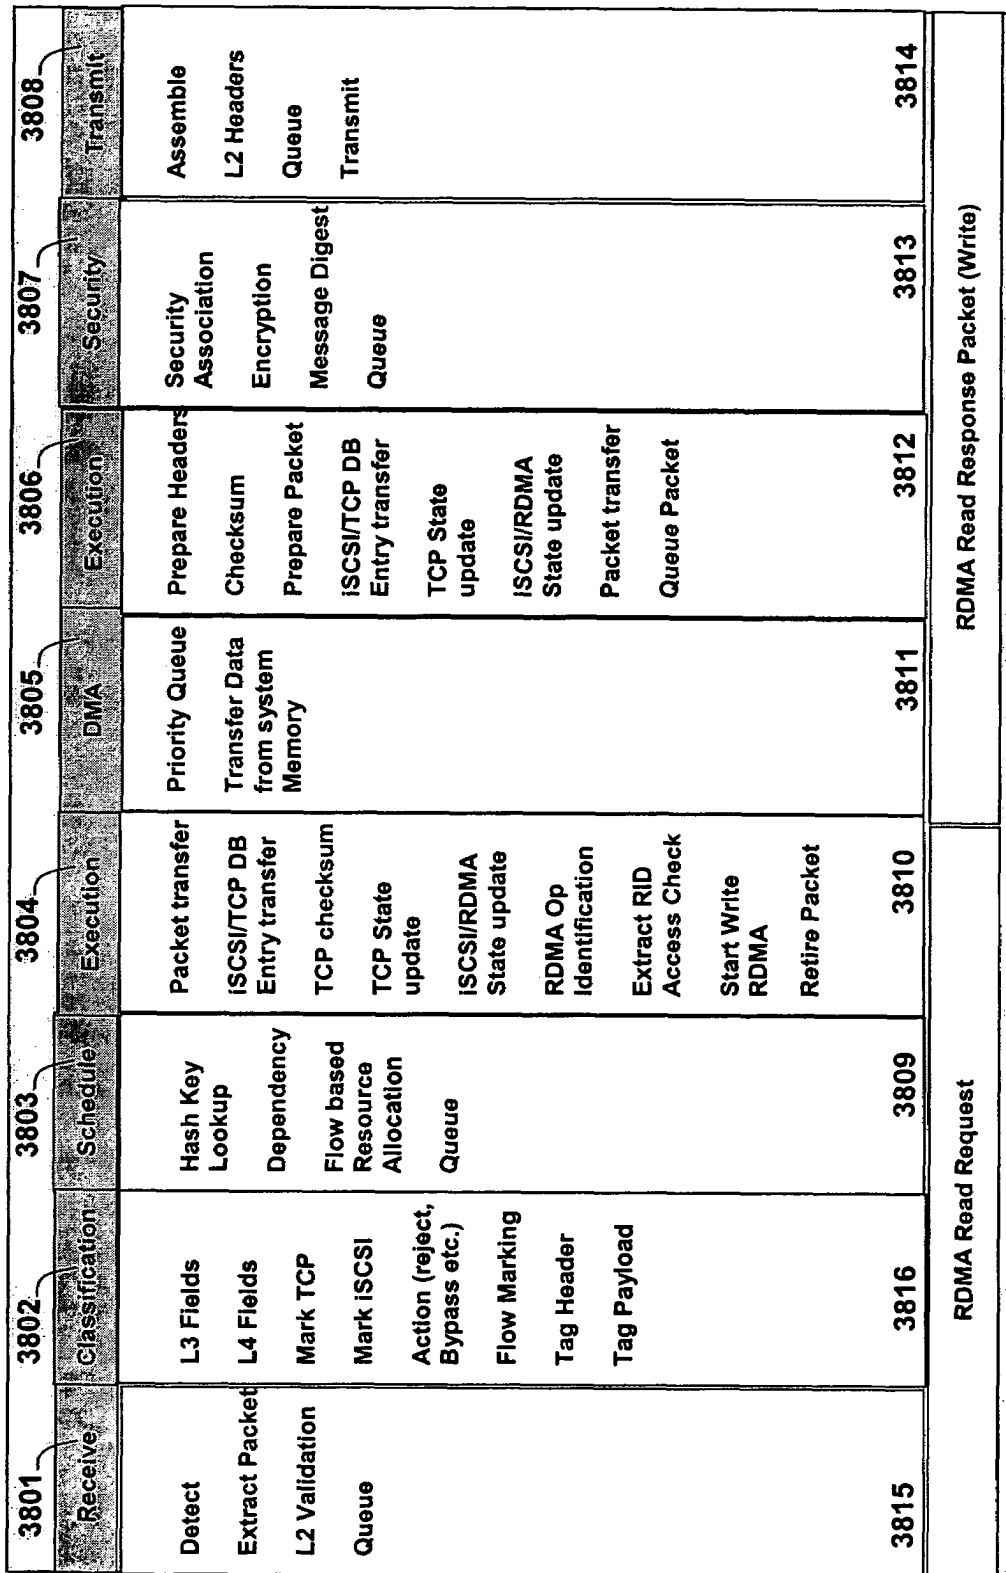 3801
Receive
Detect
Extract Packet
L2 Validation
Queue
3815
3802
Classification
L3 Fields
L4 Fields
Mark TCP
Mark iSCSI
Action (reject,
Bypass etc.)
Flow Marking
Tag Header
Tag Payload
3816
3803
Schedule
Hash Key
Lookup
Dependency
Flow based
Resource
Allocation
Queue
3809
3804
Execution
Packet transfer
iSCSI/TCP DB
Entry transfer
TCP checksum
TCP State
update
iSCSI/RDMA
State update
RDMA Op
Identification
Extract RID
Access Check
Start Write
RDMA
Retire Packet
3810
3805
DMA
Priority Queue
Transfer Data
from system
Memory
3811
3806
Execution
Prepare Headers
Checksum
Prepare Packet
iSCSI/TCP DB
Entry transfer
TCP State
update
iSCSI/RDMA
State update
Packet transfer
Queue Packet
3812
3807
Security
Security
Association
Encryption
Message Digest
Queue
3813
3808
Transmit
Assemble
L2 Headers
Queue
Transmit
3814
RDMA Read Request
RDMA Read Response Packet (Write)